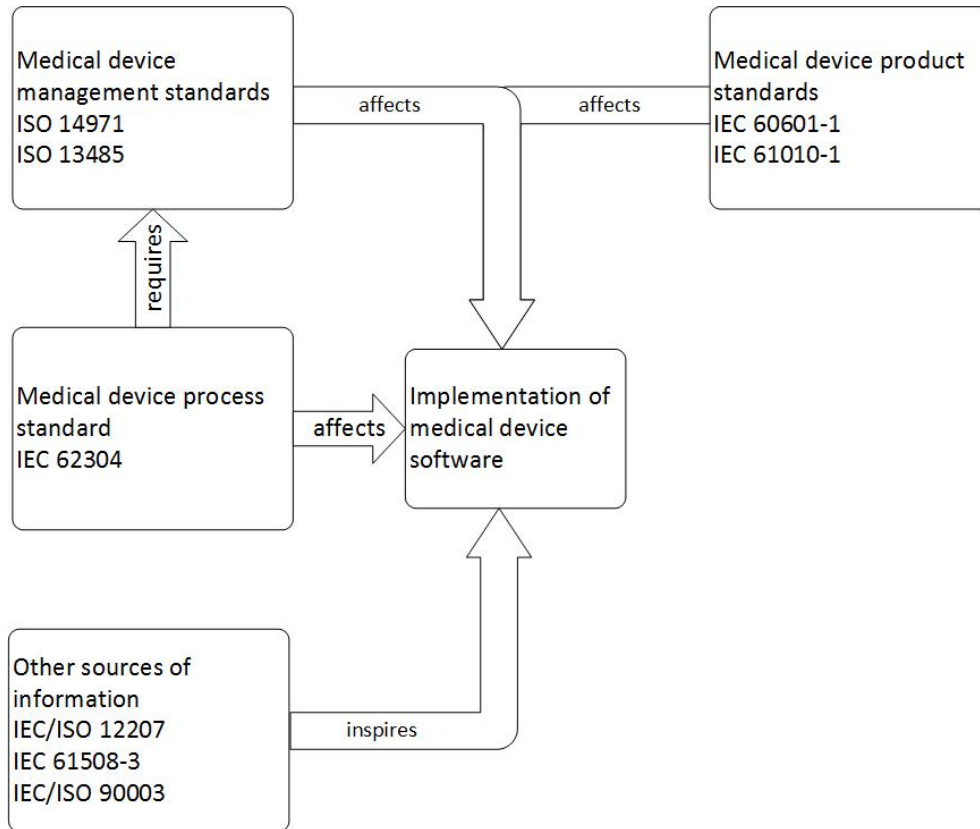 Medical device
management standards
ISO 14971
ISO 13485
affects
affects
Medical device product
standards
IEC 60601-1
IEC 61010-1
requires
Medical device process
standard
IEC 62304
affects
Implementation of
medical device
software
Other sources of
information
IEC/ISO 12207
IEC 61508-3
IEC/ISO 90003
inspires